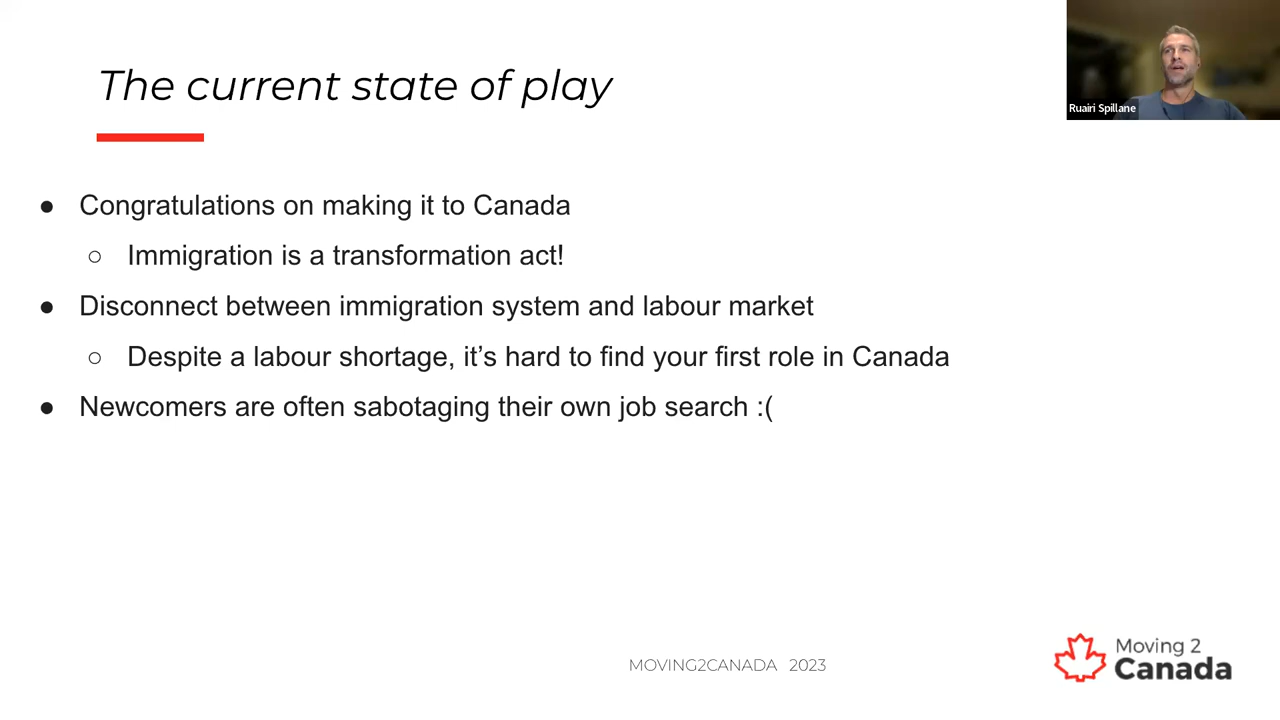 The current state of play
Ruairi Spillane
● Congratulations on making it to Canada
○ Immigration is a transformation act!
● Disconnect between immigration system and labour market
○ Despite a labour shortage, it’s hard to find your first role in Canada
● Newcomers are often sabotaging their own job search :(
MOVING2CANADA 2023
Moving 2
Canada